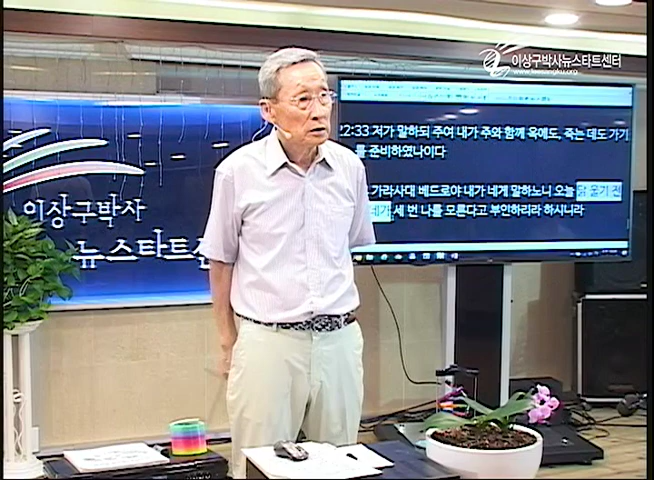 이상구박사뉴스타트센터
www.leesangku.org
22:33 저가 말하되 주여 내가 주와 함께 옥에도, 죽는 데도 가기
를 준비하였나이다
가라사대 베드로야 내가 네게 말하노니 오늘 닭 울기 전
네가 세 번 나를 모른다고 부인하리라 하시니라
이상구박사
뉴스타트센